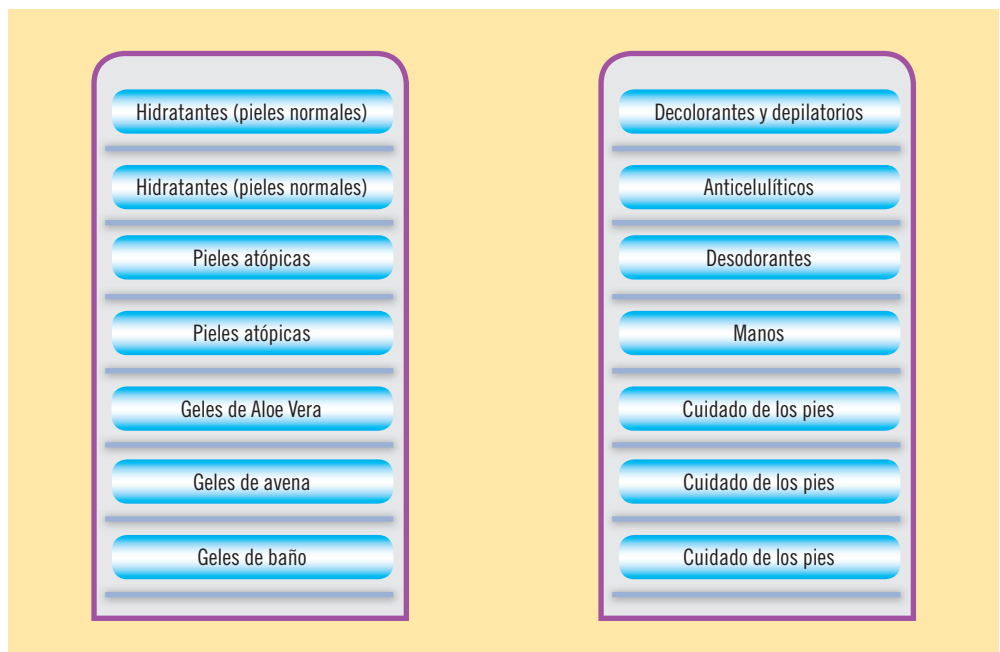 Hidratantes (pieles normales)
Hidratantes (pieles normales)
Pieles atópicas
Pieles atópicas
Geles de Aloe Vera
Geles de avena
Geles de baño
Decolorantes y depilatorios
Anticelulíticos
Desodorantes
Manos
Cuidado de los pies
Cuidado de los pies
Cuidado de los pies